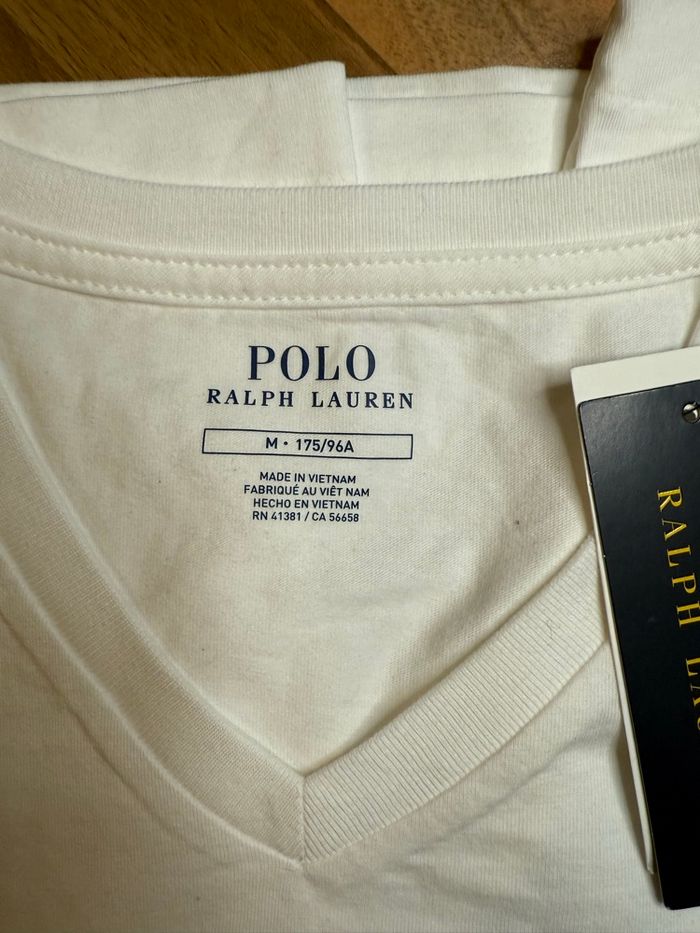 POLO
RALPH LAUREN
M • 175/96A
MADE IN VIETNAM
FABRIQUÉ AU VIÊT NAM
HECHO EN VIETNAM
RN 41381 / CA 56658
RALPH